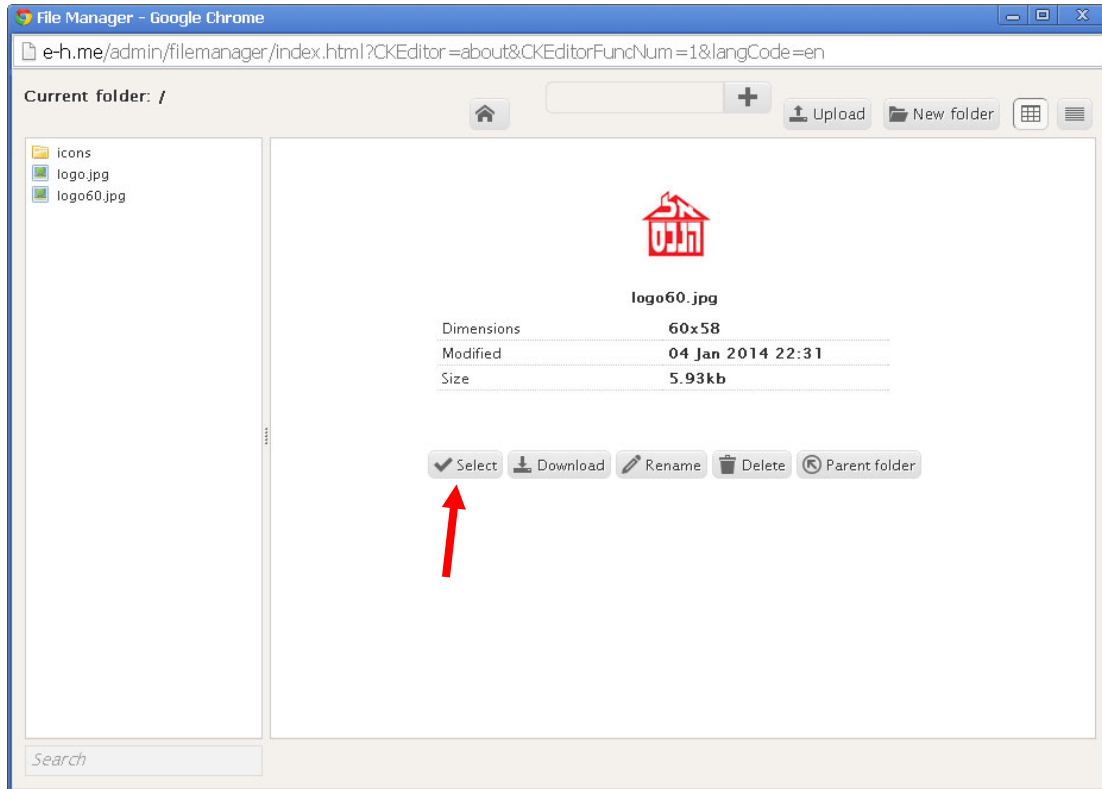 File Manager - Google Chrome
e-h.me/admin/filemanager/index.html?CKEditor=about&CKEditorFuncNum=1&langCode=en
Current folder: /
Upload New folder
icons
logo.jpg
logo60.jpg
אל
הנכס
logo60.jpg
Dimensions 60x58
Modified 04 Jan 2014 22:31
Size 5.93kb
Select Download Rename Delete Parent folder
Search